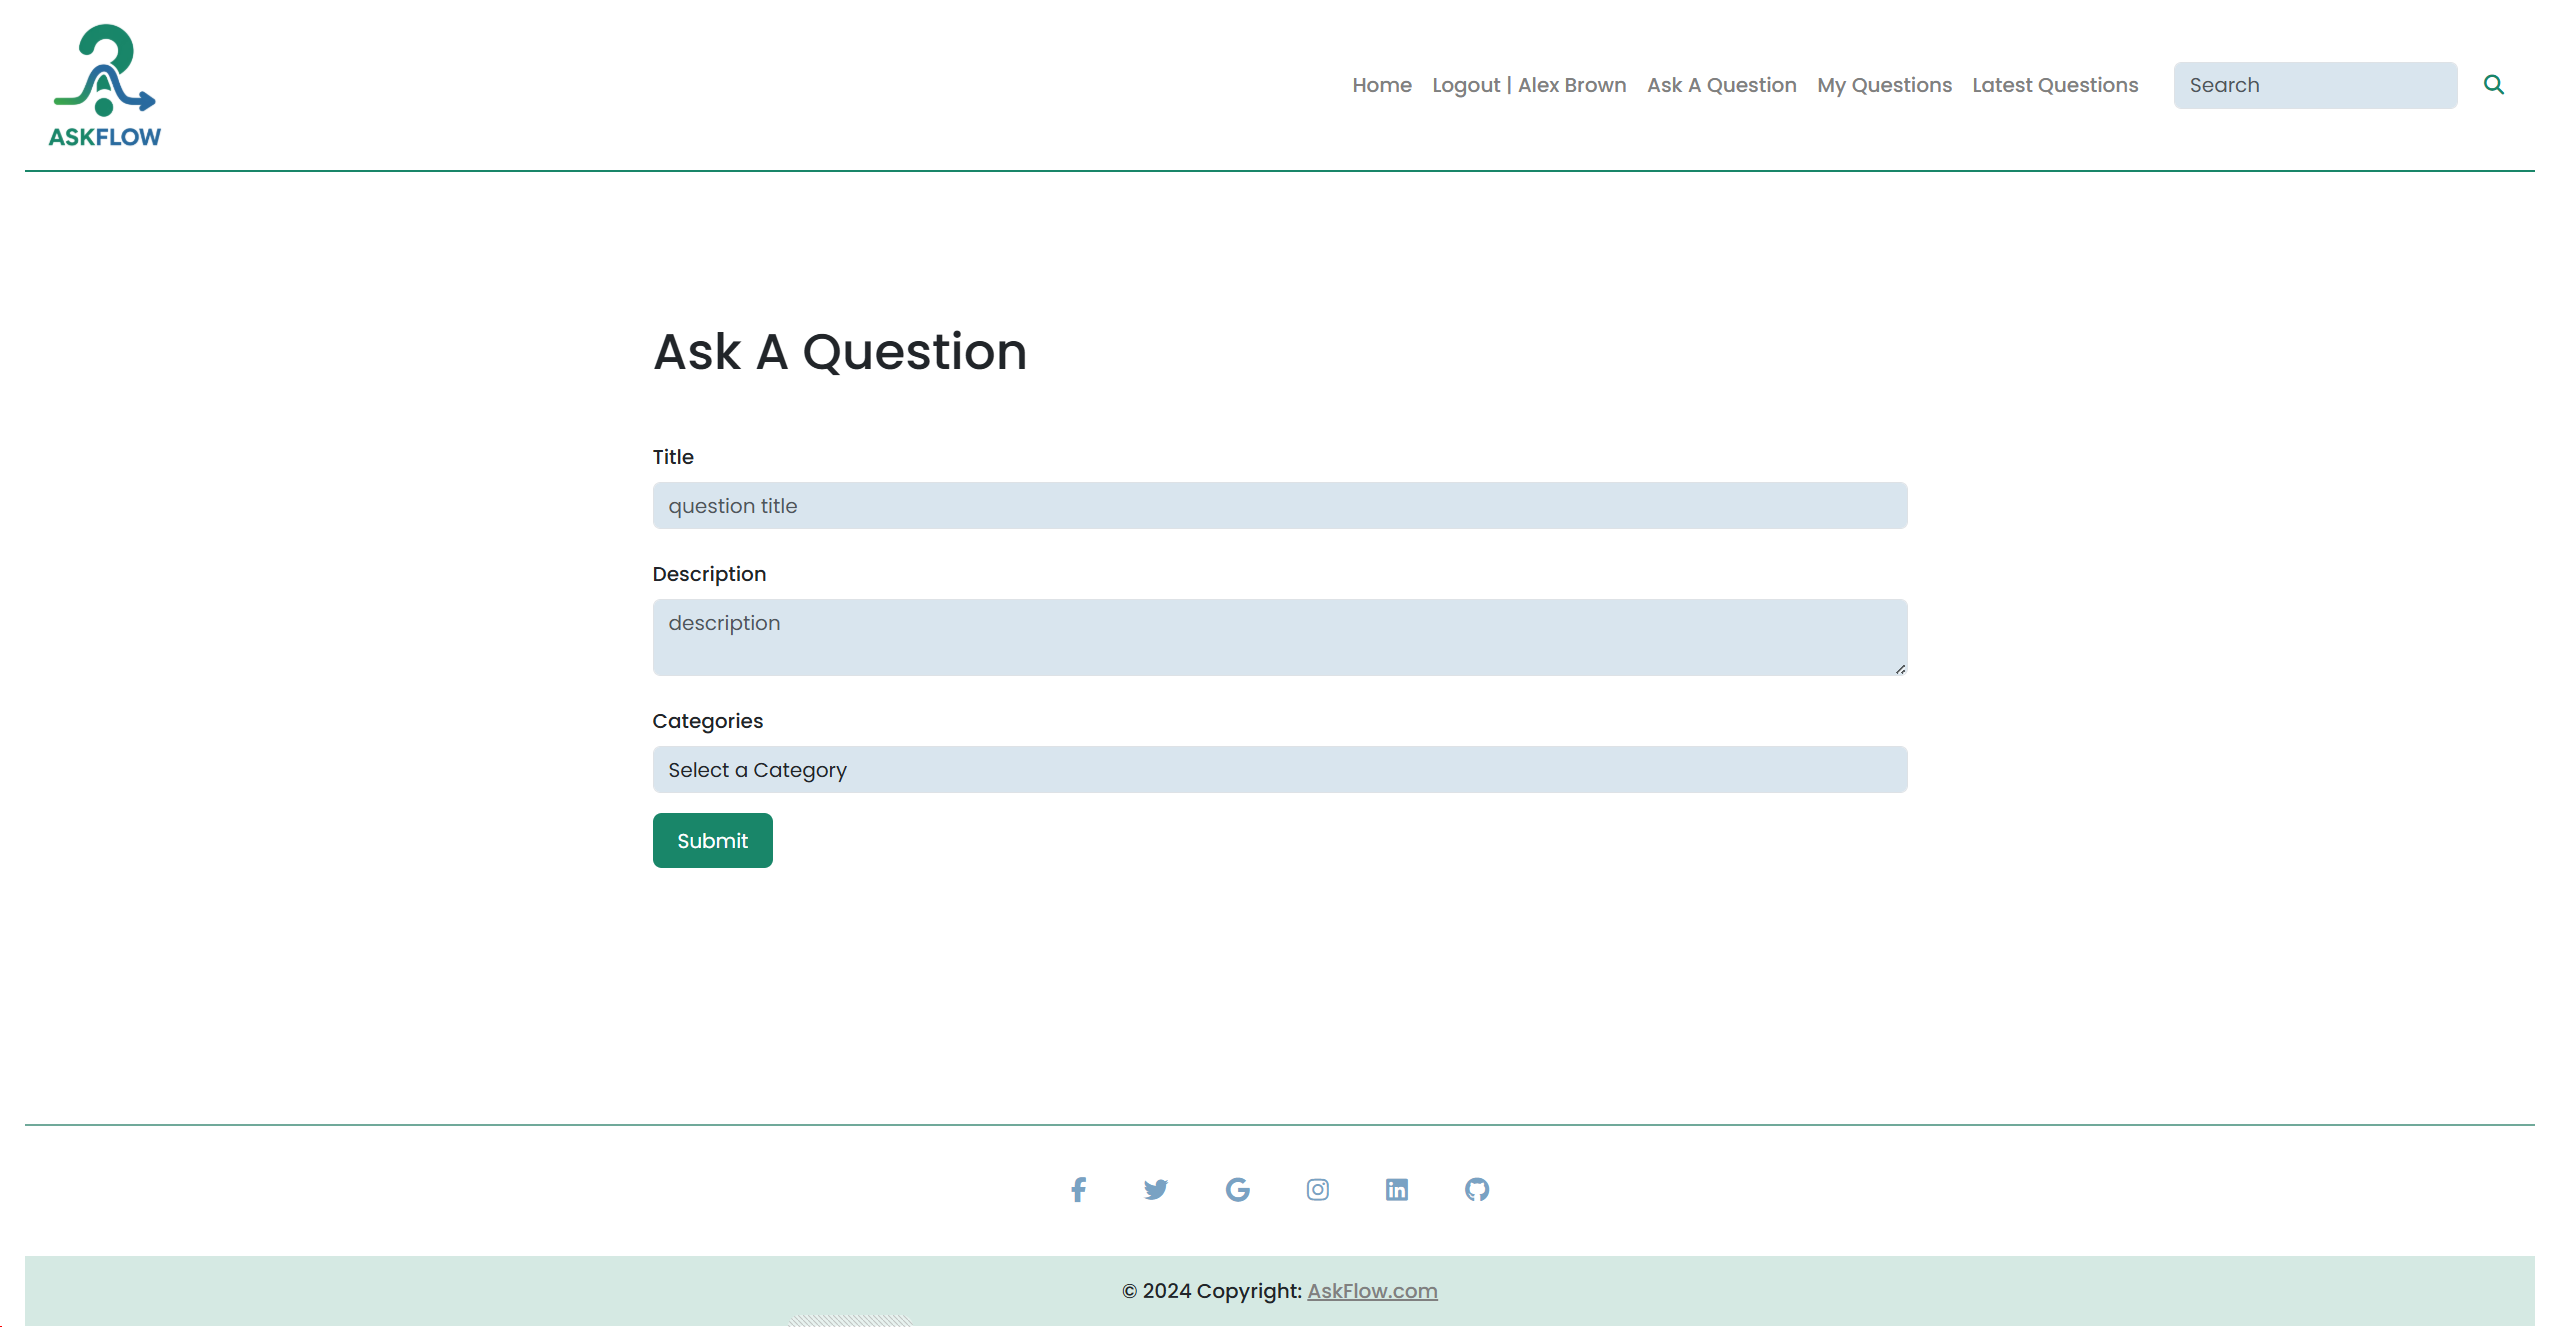 ASKFLOW
Home Logout | Alex Brown Ask A Question My Questions Latest Questions Search
Ask A Question
Title
question title
Description
description
Categories
Select a Category
Submit
© 2024 Copyright: AskFlow.com